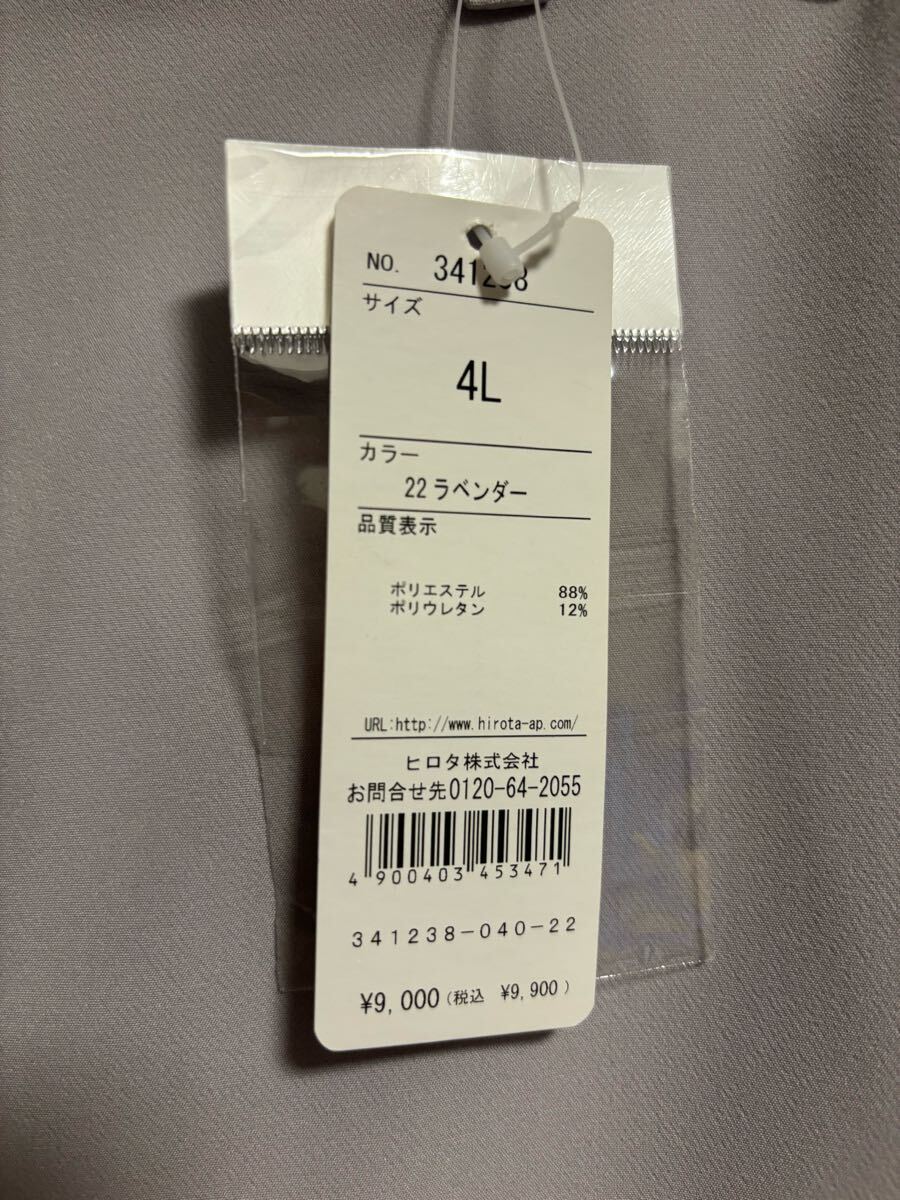 NO. 341238
サイズ
4L
カラー
22 ラベンダー
品質表示
ポリエステル 88%
ポリウレタン 12%
URL:http://www.hirota-ap.com/
ヒロタ株式会社
お問合せ先0120-64-2055
4 900403 453471
341238-040-22
¥9,000(税込 ¥9,900)